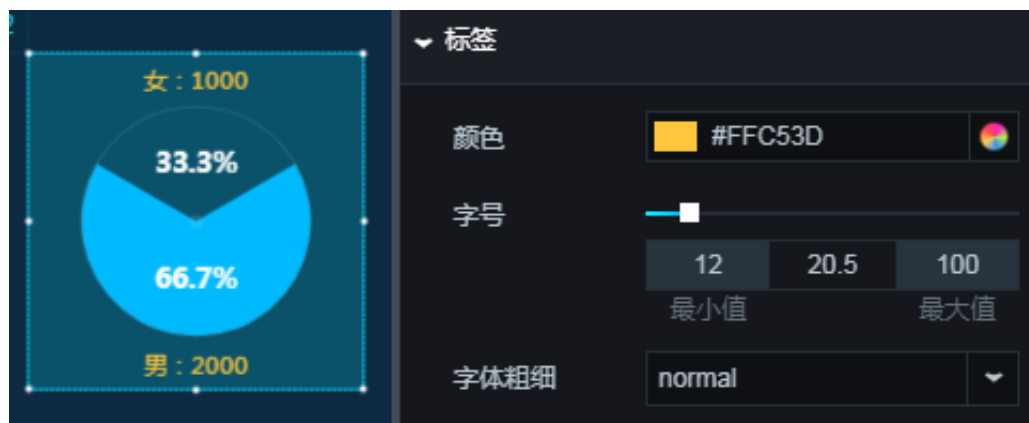 女：1000
33.3%
66.7%
男：2000
标签
颜色
#FFC53D
字号
12
20.5
100
最小值
最大值
字体粗细
normal